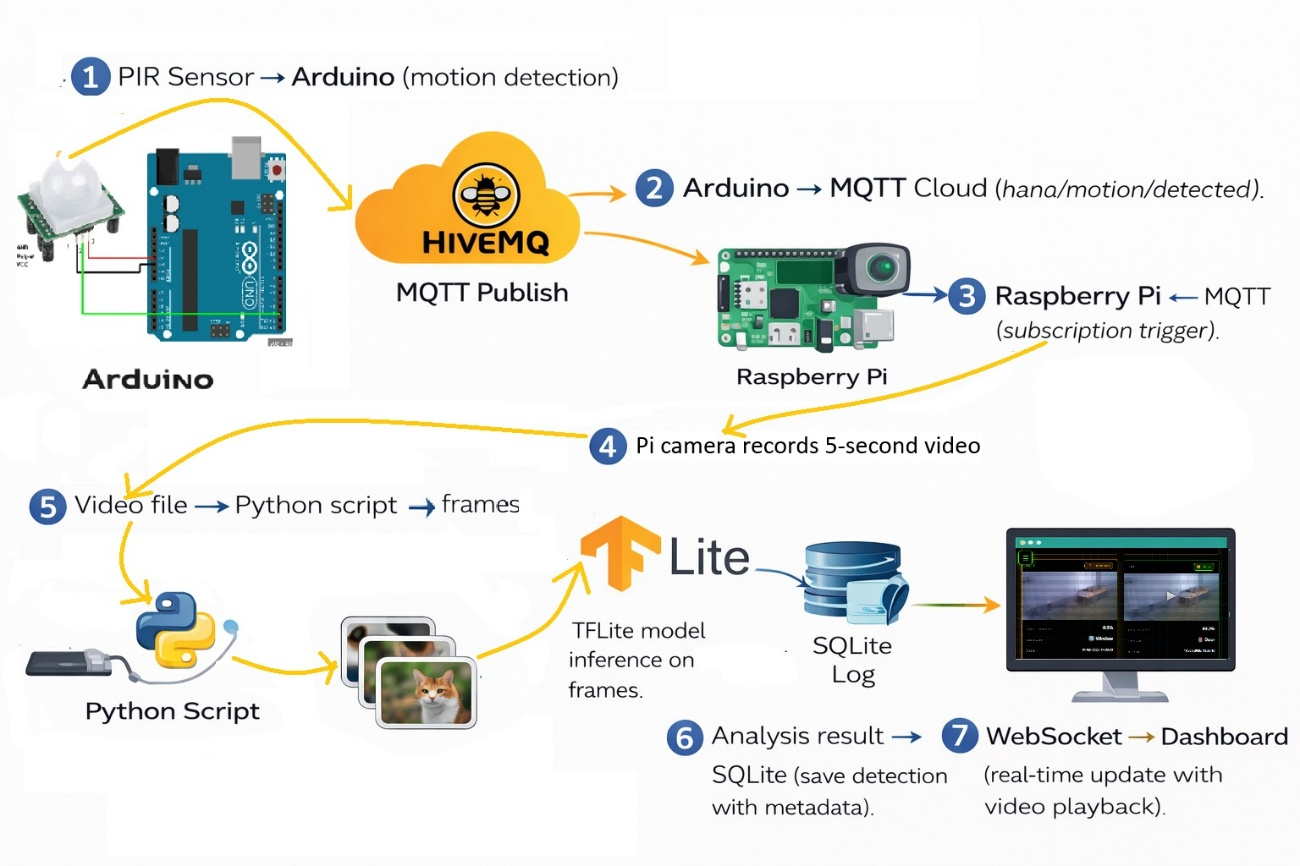 1 PIR Sensor → Arduino (motion detection)
GND
VCC
UNO
HIVEMQ
MQTT Publish
2 Arduino → MQTT Cloud (hana/motion/detected).
3 Raspberry Pi ← MQTT
(subscription trigger).
Arduino
Raspberry Pi
4 Pi camera records 5-second video
5 Video file → Python script → frames
Lite
TFLite model
inference on
frames.
SQLite
Log
Python Script
6 Analysis result →
SQLite (save detection
with metadata).
7 WebSocket → Dashboard
(real-time update with
video playback).